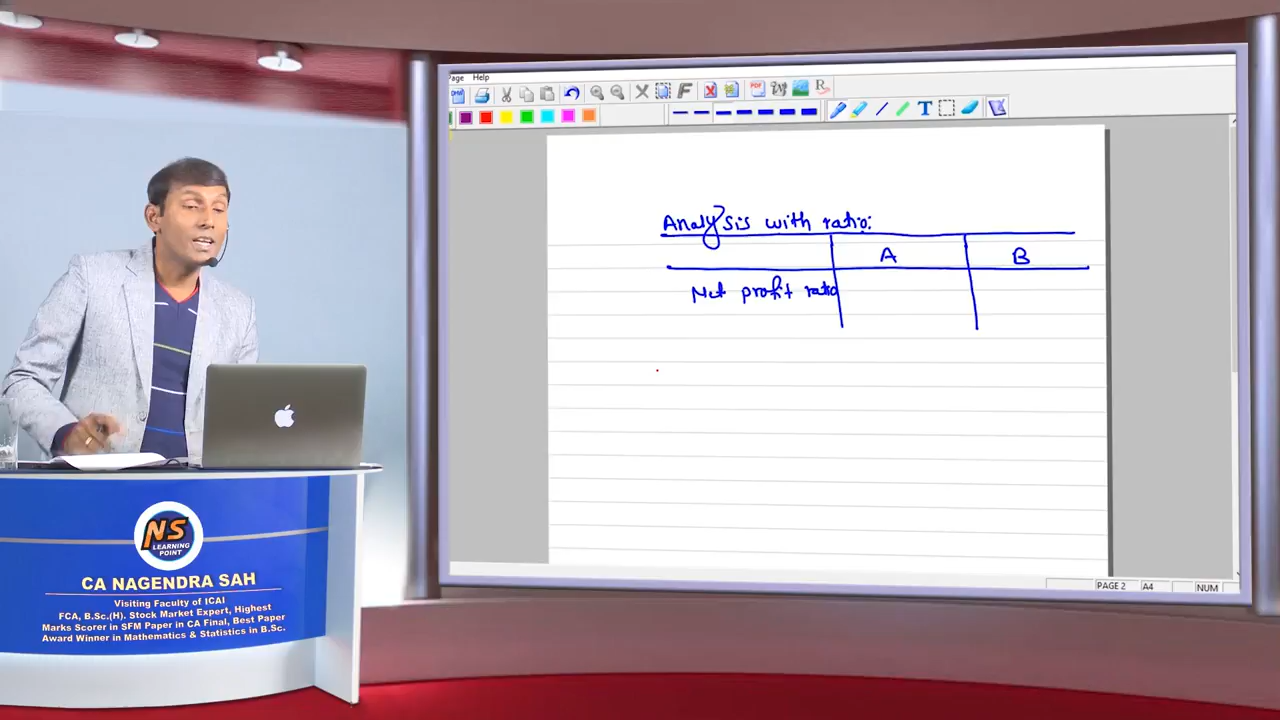 Page Help
PDF
T
Analysis with ratio:
A B
Net profit ratio
NS
LEARNING
POINT
CA NAGENDRA SAH
Visiting Faculty of ICAI
FCA, B.Sc.(H). Stock Market Expert, Highest
Marks Scorer in SFM Paper in CA Final, Best Paper
Award Winner in Mathematics & Statistics in B.Sc.
PAGE 2 A4 NUM